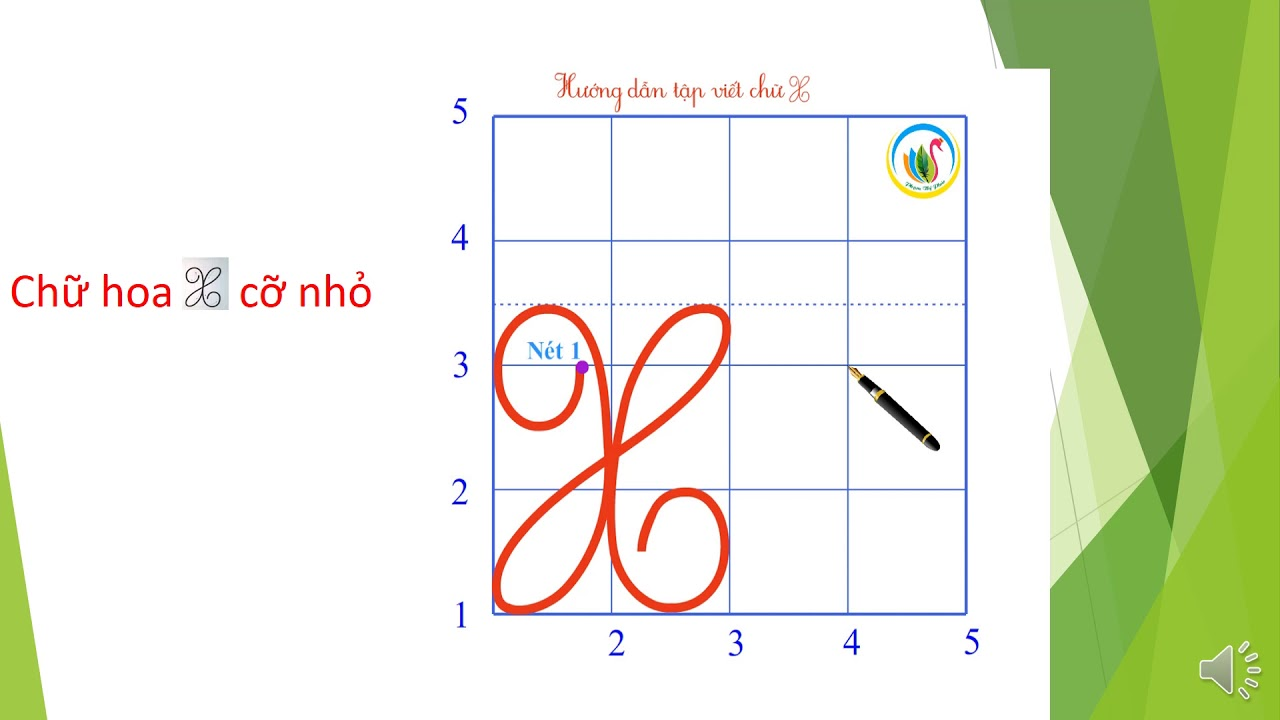 Hướng dẫn tập viết chữ X
5
4
Chữ hoa X cỡ nhỏ
Nét 1
3
2
1
2 3 4 5